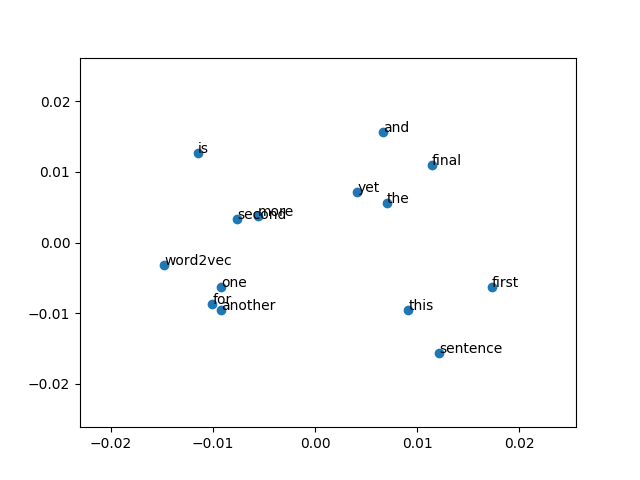 0.02
0.01
0.00
−0.01
−0.02
−0.02
−0.01
0.00
0.01
0.02
and
is
final
yet
the
more
second
word2vec
one
first
for
another
this
sentence